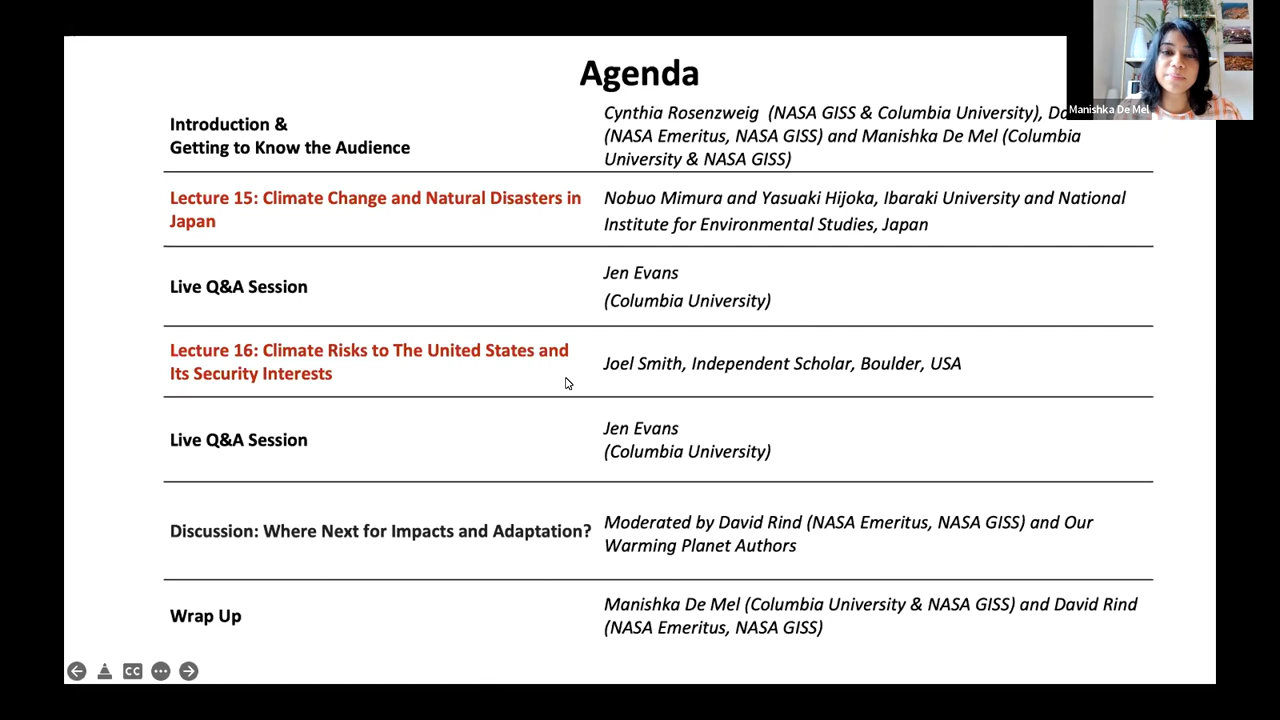 Agenda
Manishka De Mel
Introduction &
Getting to Know the Audience
Cynthia Rosenzweig (NASA GISS & Columbia University),
(NASA Emeritus, NASA GISS) and Manishka De Mel (Columbia
University & NASA GISS)
Lecture 15: Climate Change and Natural Disasters in
Japan
Nobuo Mimura and Yasuaki Hijoka, Ibaraki University and National
Institute for Environmental Studies, Japan
Live Q&A Session
Jen Evans
(Columbia University)
Lecture 16: Climate Risks to The United States and
Its Security Interests
Joel Smith, Independent Scholar, Boulder, USA
Live Q&A Session
Jen Evans
(Columbia University)
Discussion: Where Next for Impacts and Adaptation?
Moderated by David Rind (NASA Emeritus, NASA GISS) and Our
Warming Planet Authors
Wrap Up
Manishka De Mel (Columbia University & NASA GISS) and David Rind
(NASA Emeritus, NASA GISS)
CC